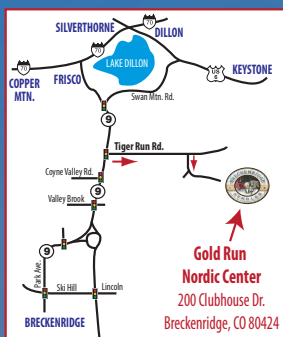 SILVERTHORNE
70
DILLON
70
LAKE DILLON
70
COPPER
MTN.
FRISCO
US
6
KEYSTONE
Swan Mtn. Rd.
9
Tiger Run Rd.
Coyne Valley Rd.
9
Valley Brook
BRECKENRIDGE
9
Park Ave.
Ski Hill
Lincoln
BRECKENRIDGE
Gold Run
Nordic Center
200 Clubhouse Dr.
Breckenridge, CO 80424